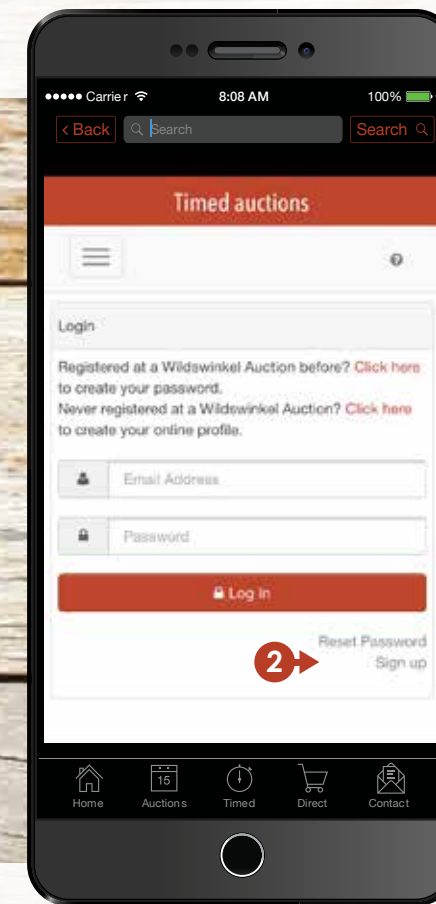 Carrier 8:08 AM 100%
< Back Search Search
Timed auctions
Login
Registered at a Wildswinkel Auction before? Click here
to create your password.
Never registered at a Wildswinkel Auction? Click here
to create your online profile.
Email Address
Password
Log In
Reset Password
2 Sign up
15
Home Auctions Timed Direct Contact